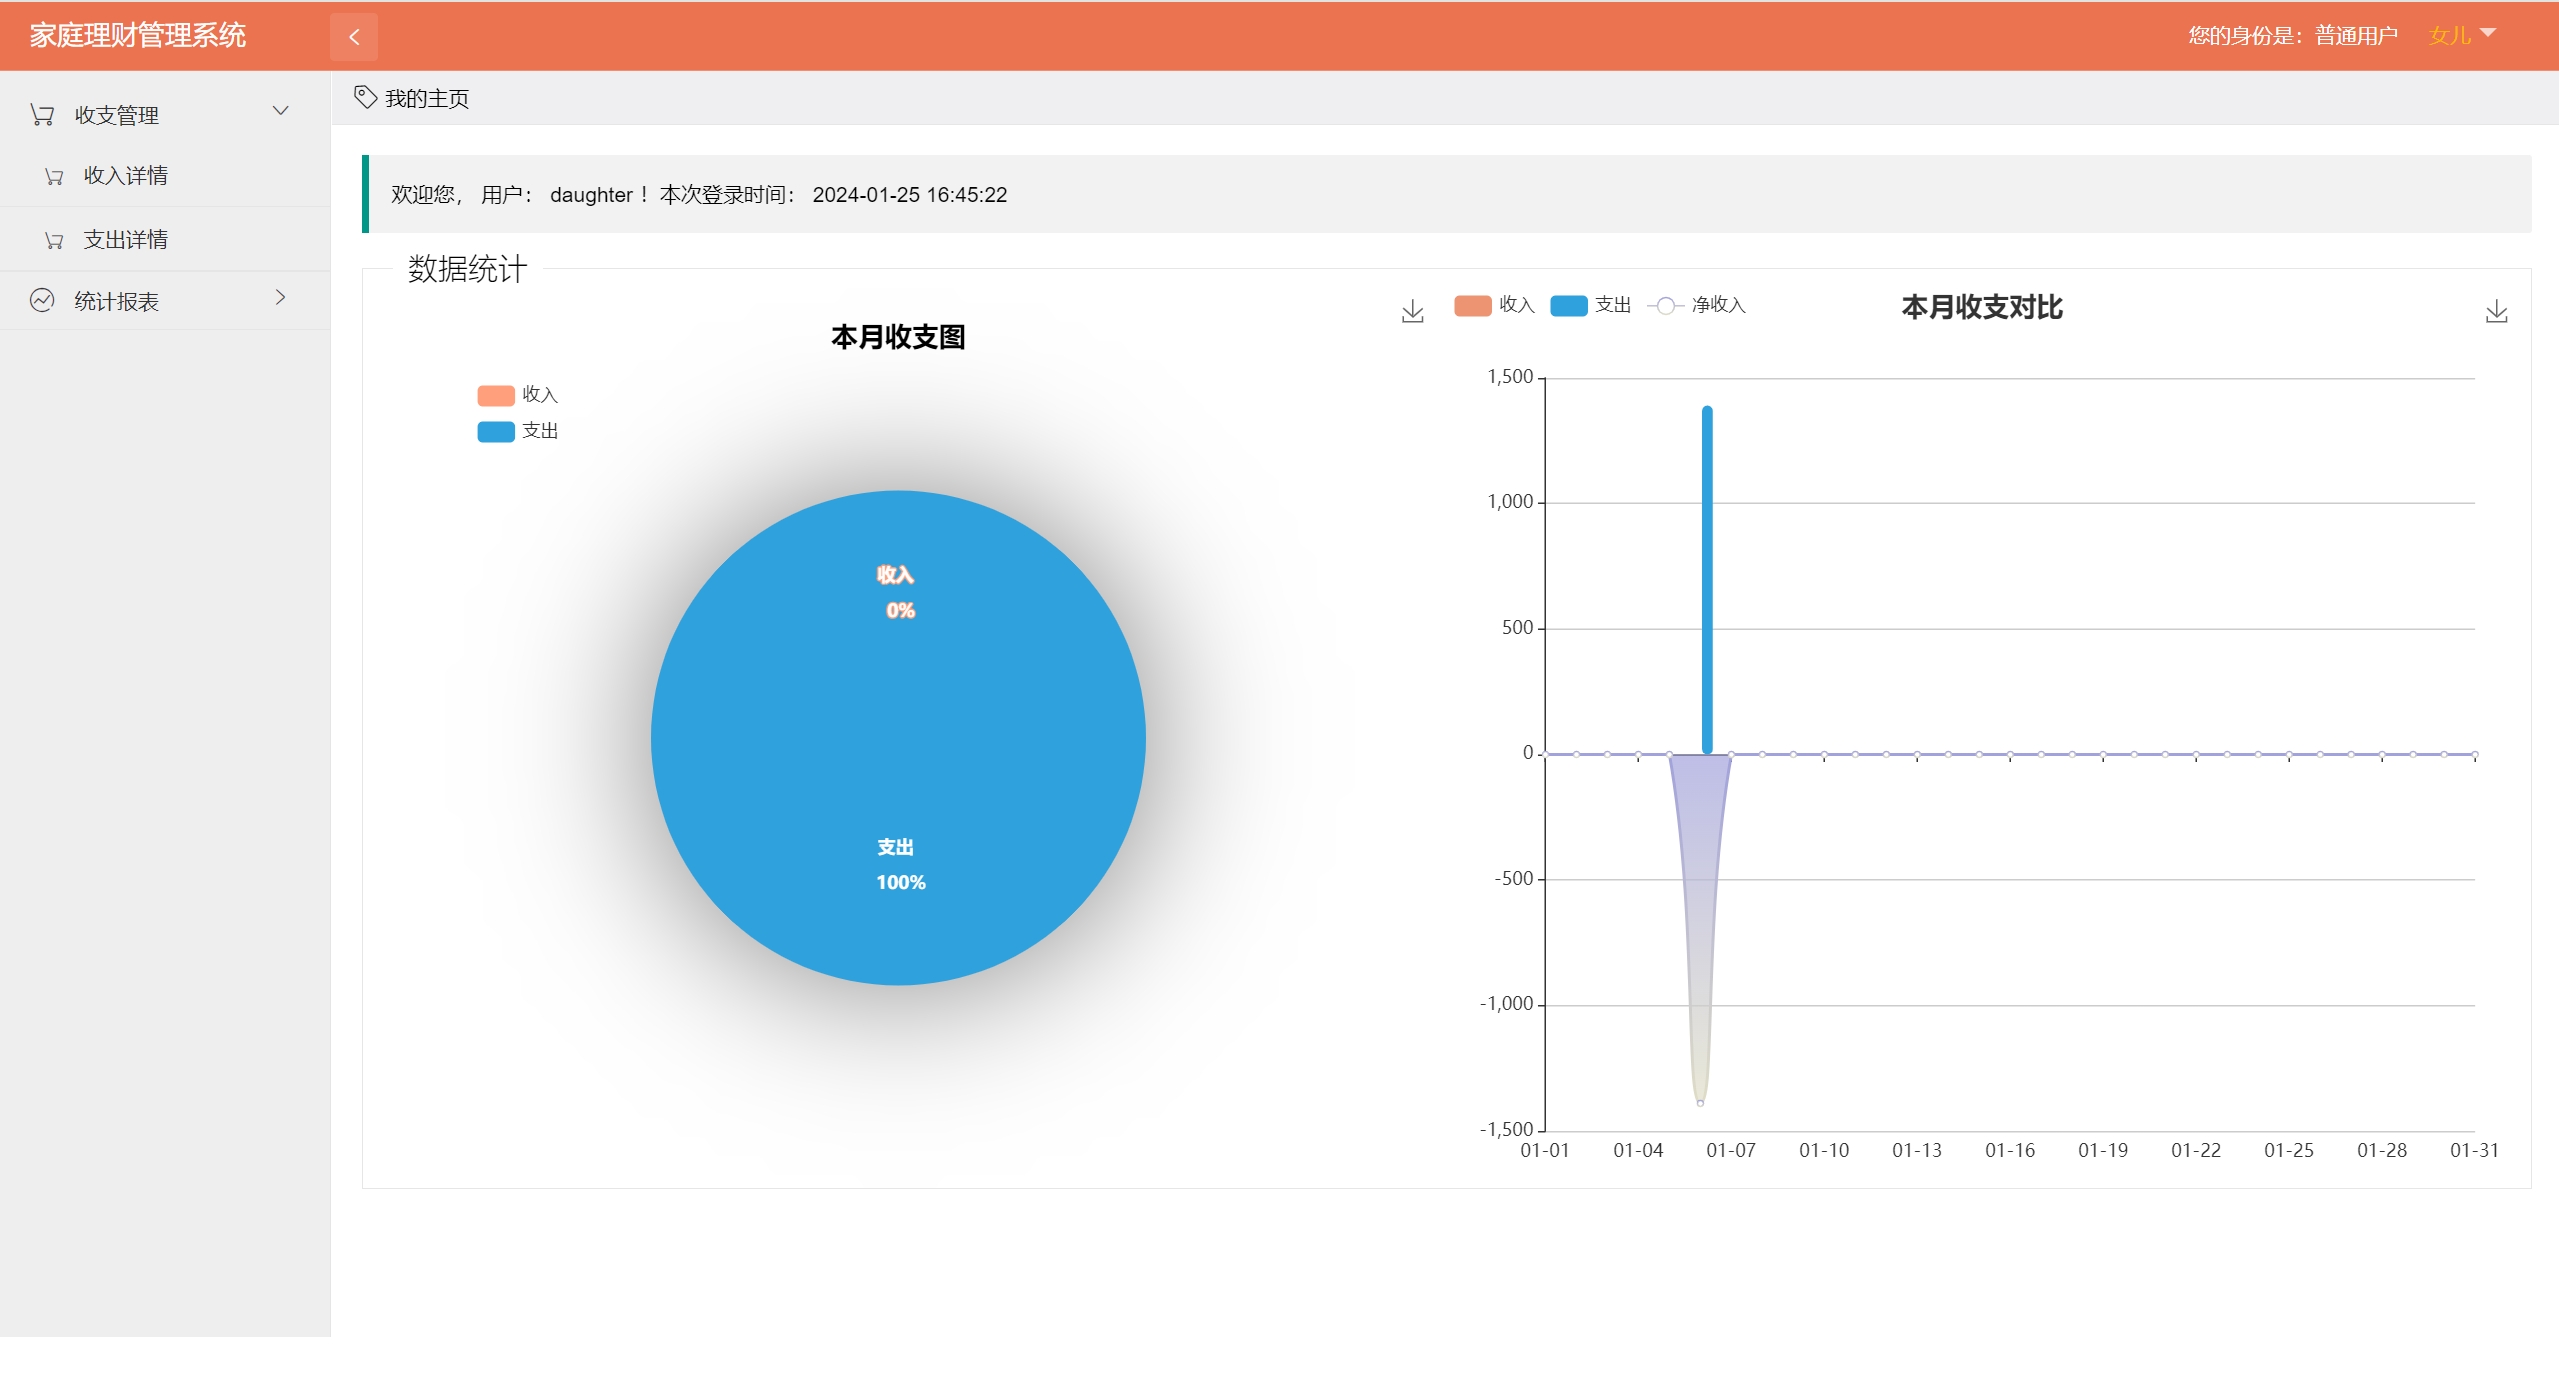 家庭理财管理系统
您的身份是：普通用户 女儿
收支管理
收入详情
支出详情
统计报表
我的主页
欢迎您， 用户： daughter ！本次登录时间： 2024-01-25 16:45:22
数据统计
本月收支图
收入
支出
收入
0%
支出
100%
收入 支出 净收入
本月收支对比
1,500
1,000
500
0
-500
-1,000
-1,500
01-01 01-04 01-07 01-10 01-13 01-16 01-19 01-22 01-25 01-28 01-31